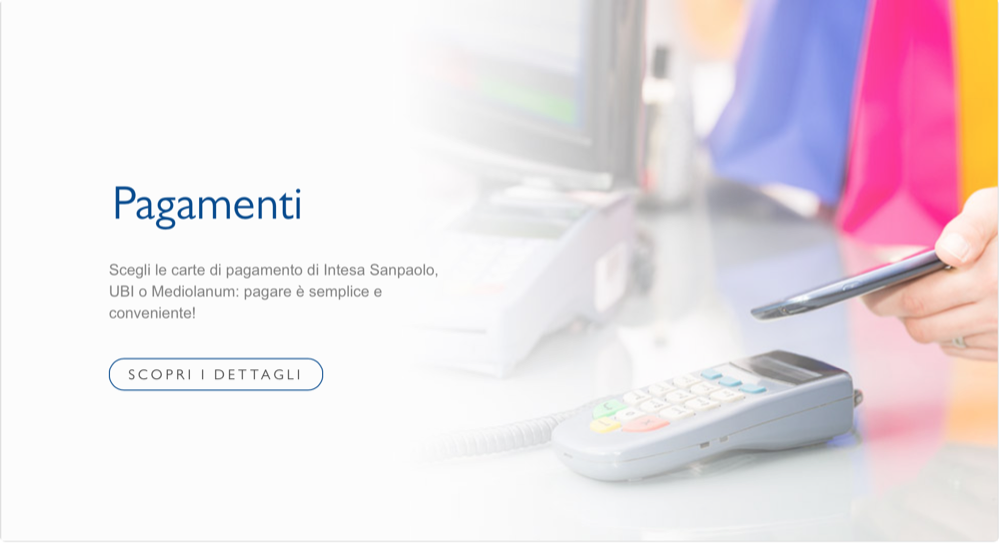 Pagamenti
Scegli le carte di pagamento di Intesa Sanpaolo,
UBI o Mediolanum: pagare è semplice e
conveniente!
SCOPRI I DETTAGLI